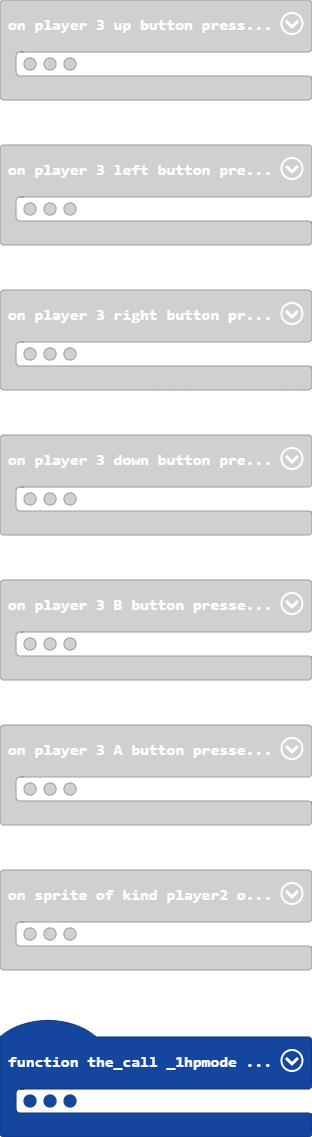 on player 3 up button press...
on player 3 left button pre...
on player 3 right button pr...
on player 3 down button pre...
on player 3 B button presse...
on player 3 A button presse...
on sprite of kind player2 o...
function the_call _1hpmode ...